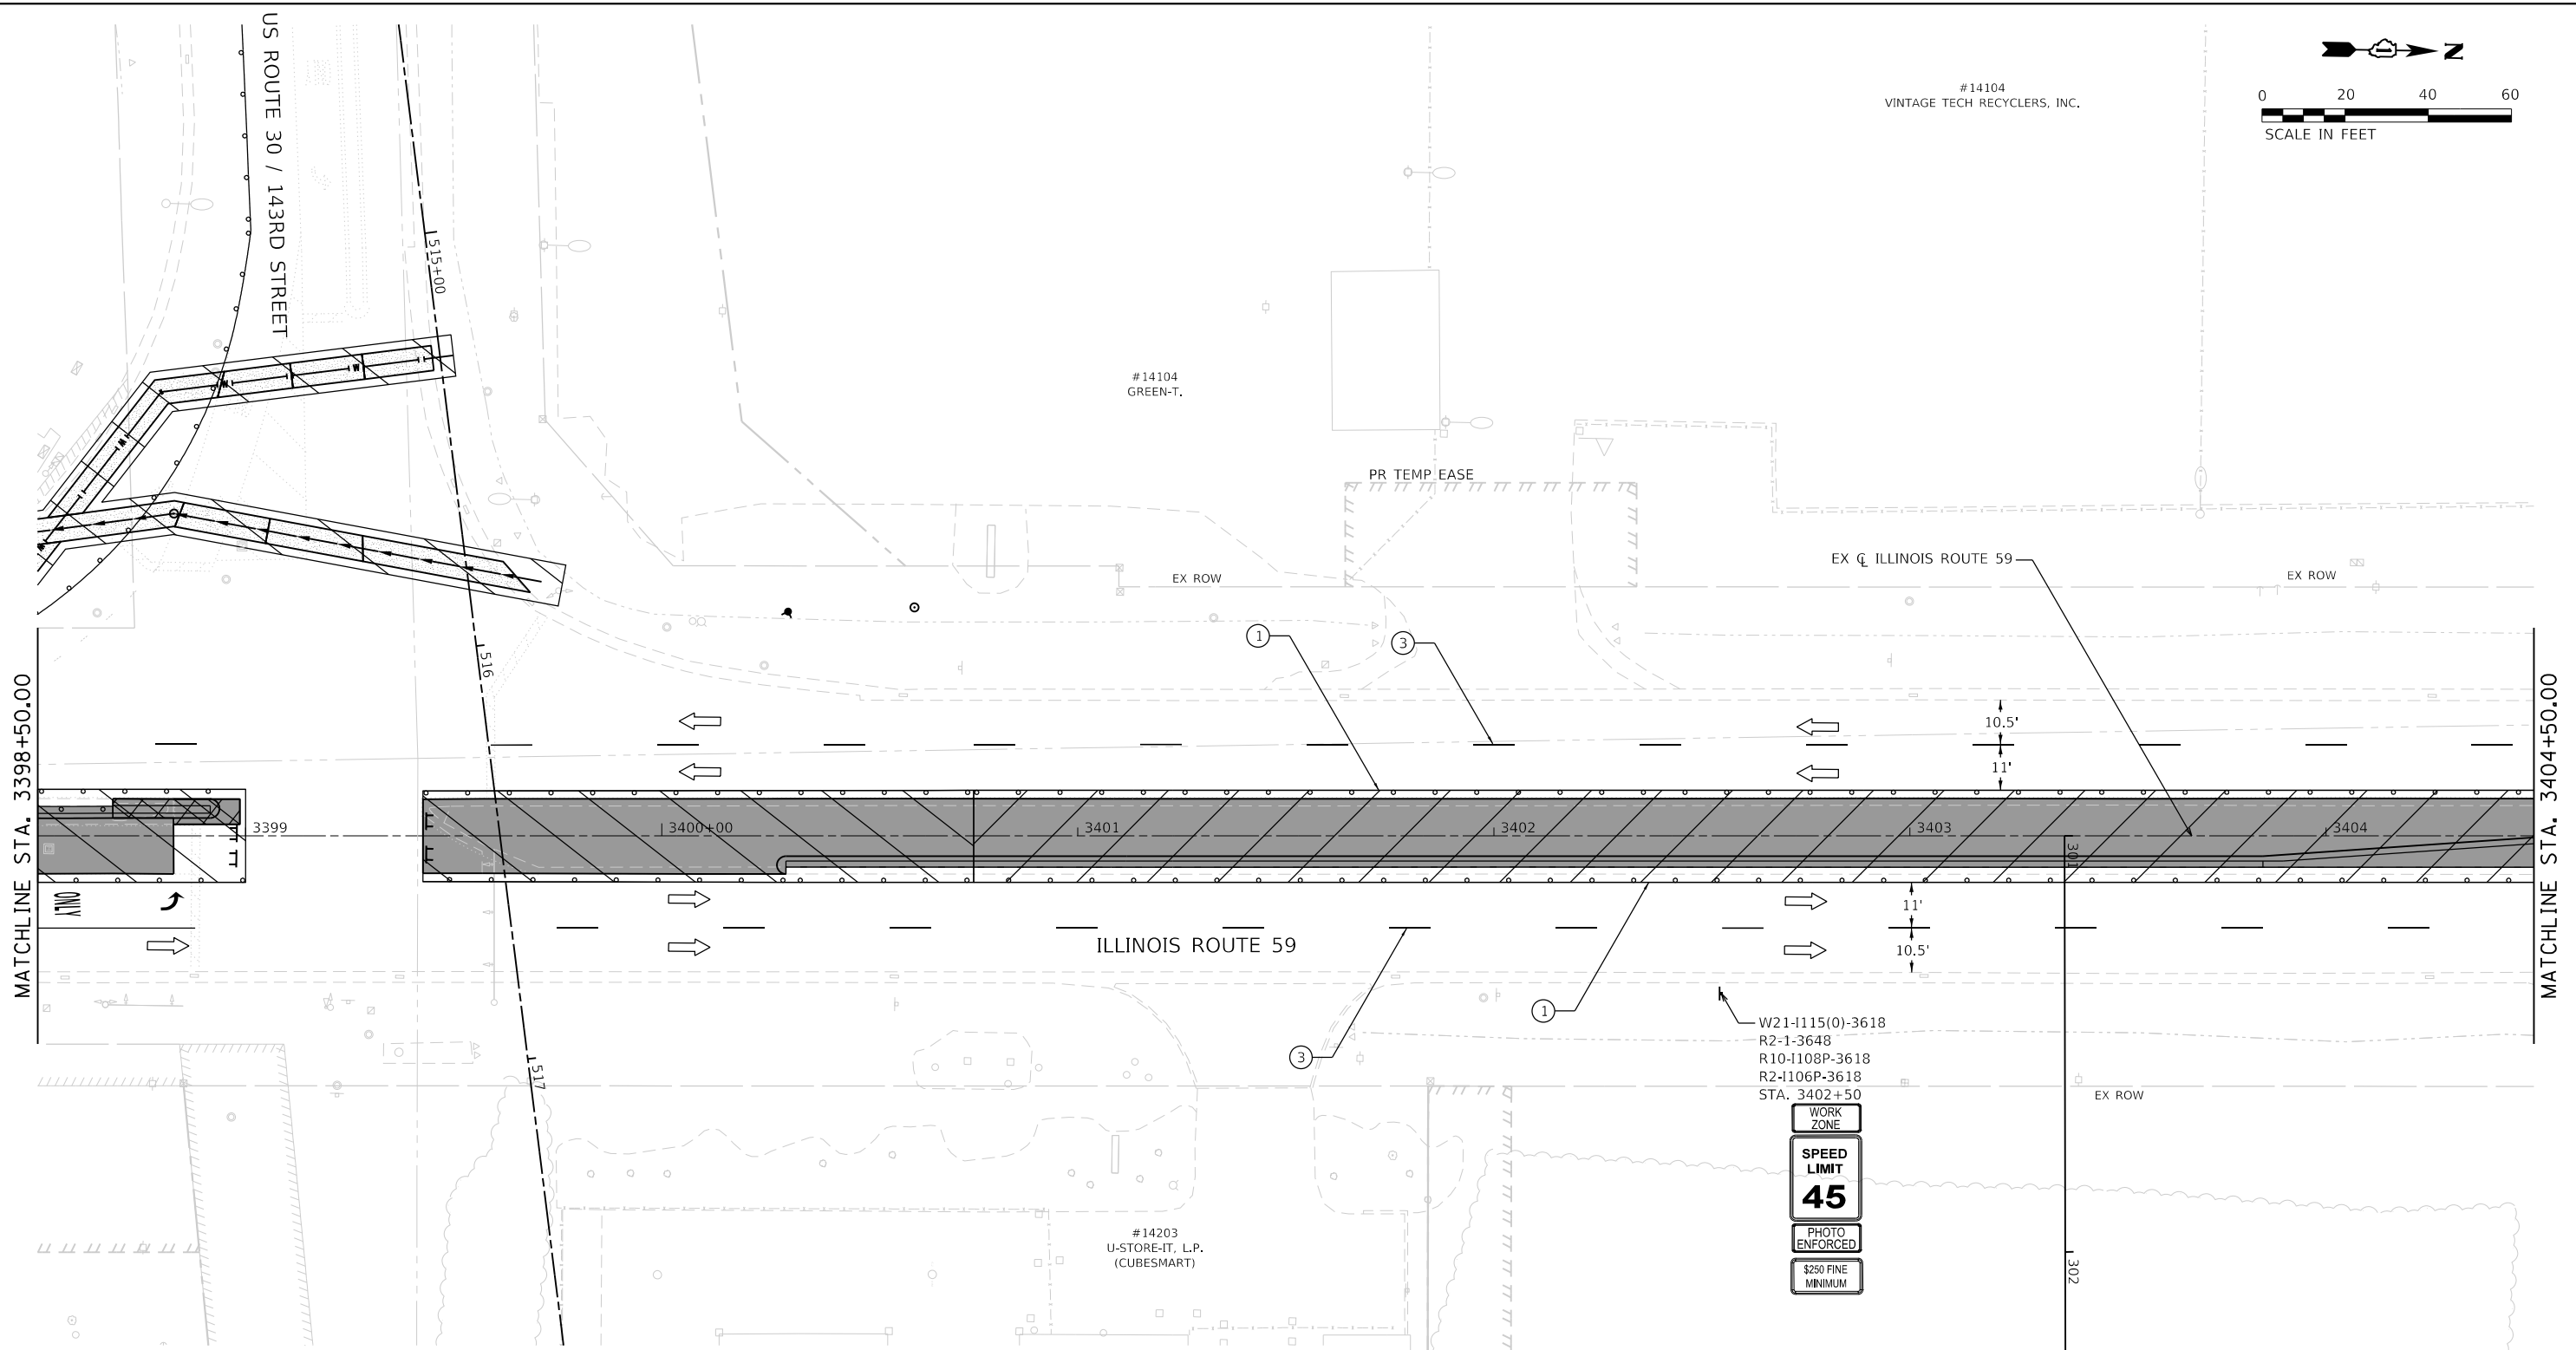 US ROUTE 30 / 143RD STREET
515+00
516
517
#14104
VINTAGE TECH RECYCLERS, INC.
N
0 20 40 60
SCALE IN FEET
#14104
GREEN-T.
PR TEMP EASE
EX ROW
EX ℄ ILLINOIS ROUTE 59
EX ROW
1
3
MATCHLINE STA. 3398+50.00
MATCHLINE STA. 3404+50.00
10.5'
11'
W
W
W
3399
3400+00
3401
3402
3403
3404
301
ONLY
11'
10.5'
ILLINOIS ROUTE 59
1
3
W21-I115(0)-3618
R2-1-3648
R10-I108P-3618
R2-I106P-3618
STA. 3402+50
EX ROW
WORK
ZONE
SPEED
LIMIT
45
PHOTO
ENFORCED
$250 FINE
MINIMUM
302
#14203
U-STORE-IT, L.P.
(CUBESMART)